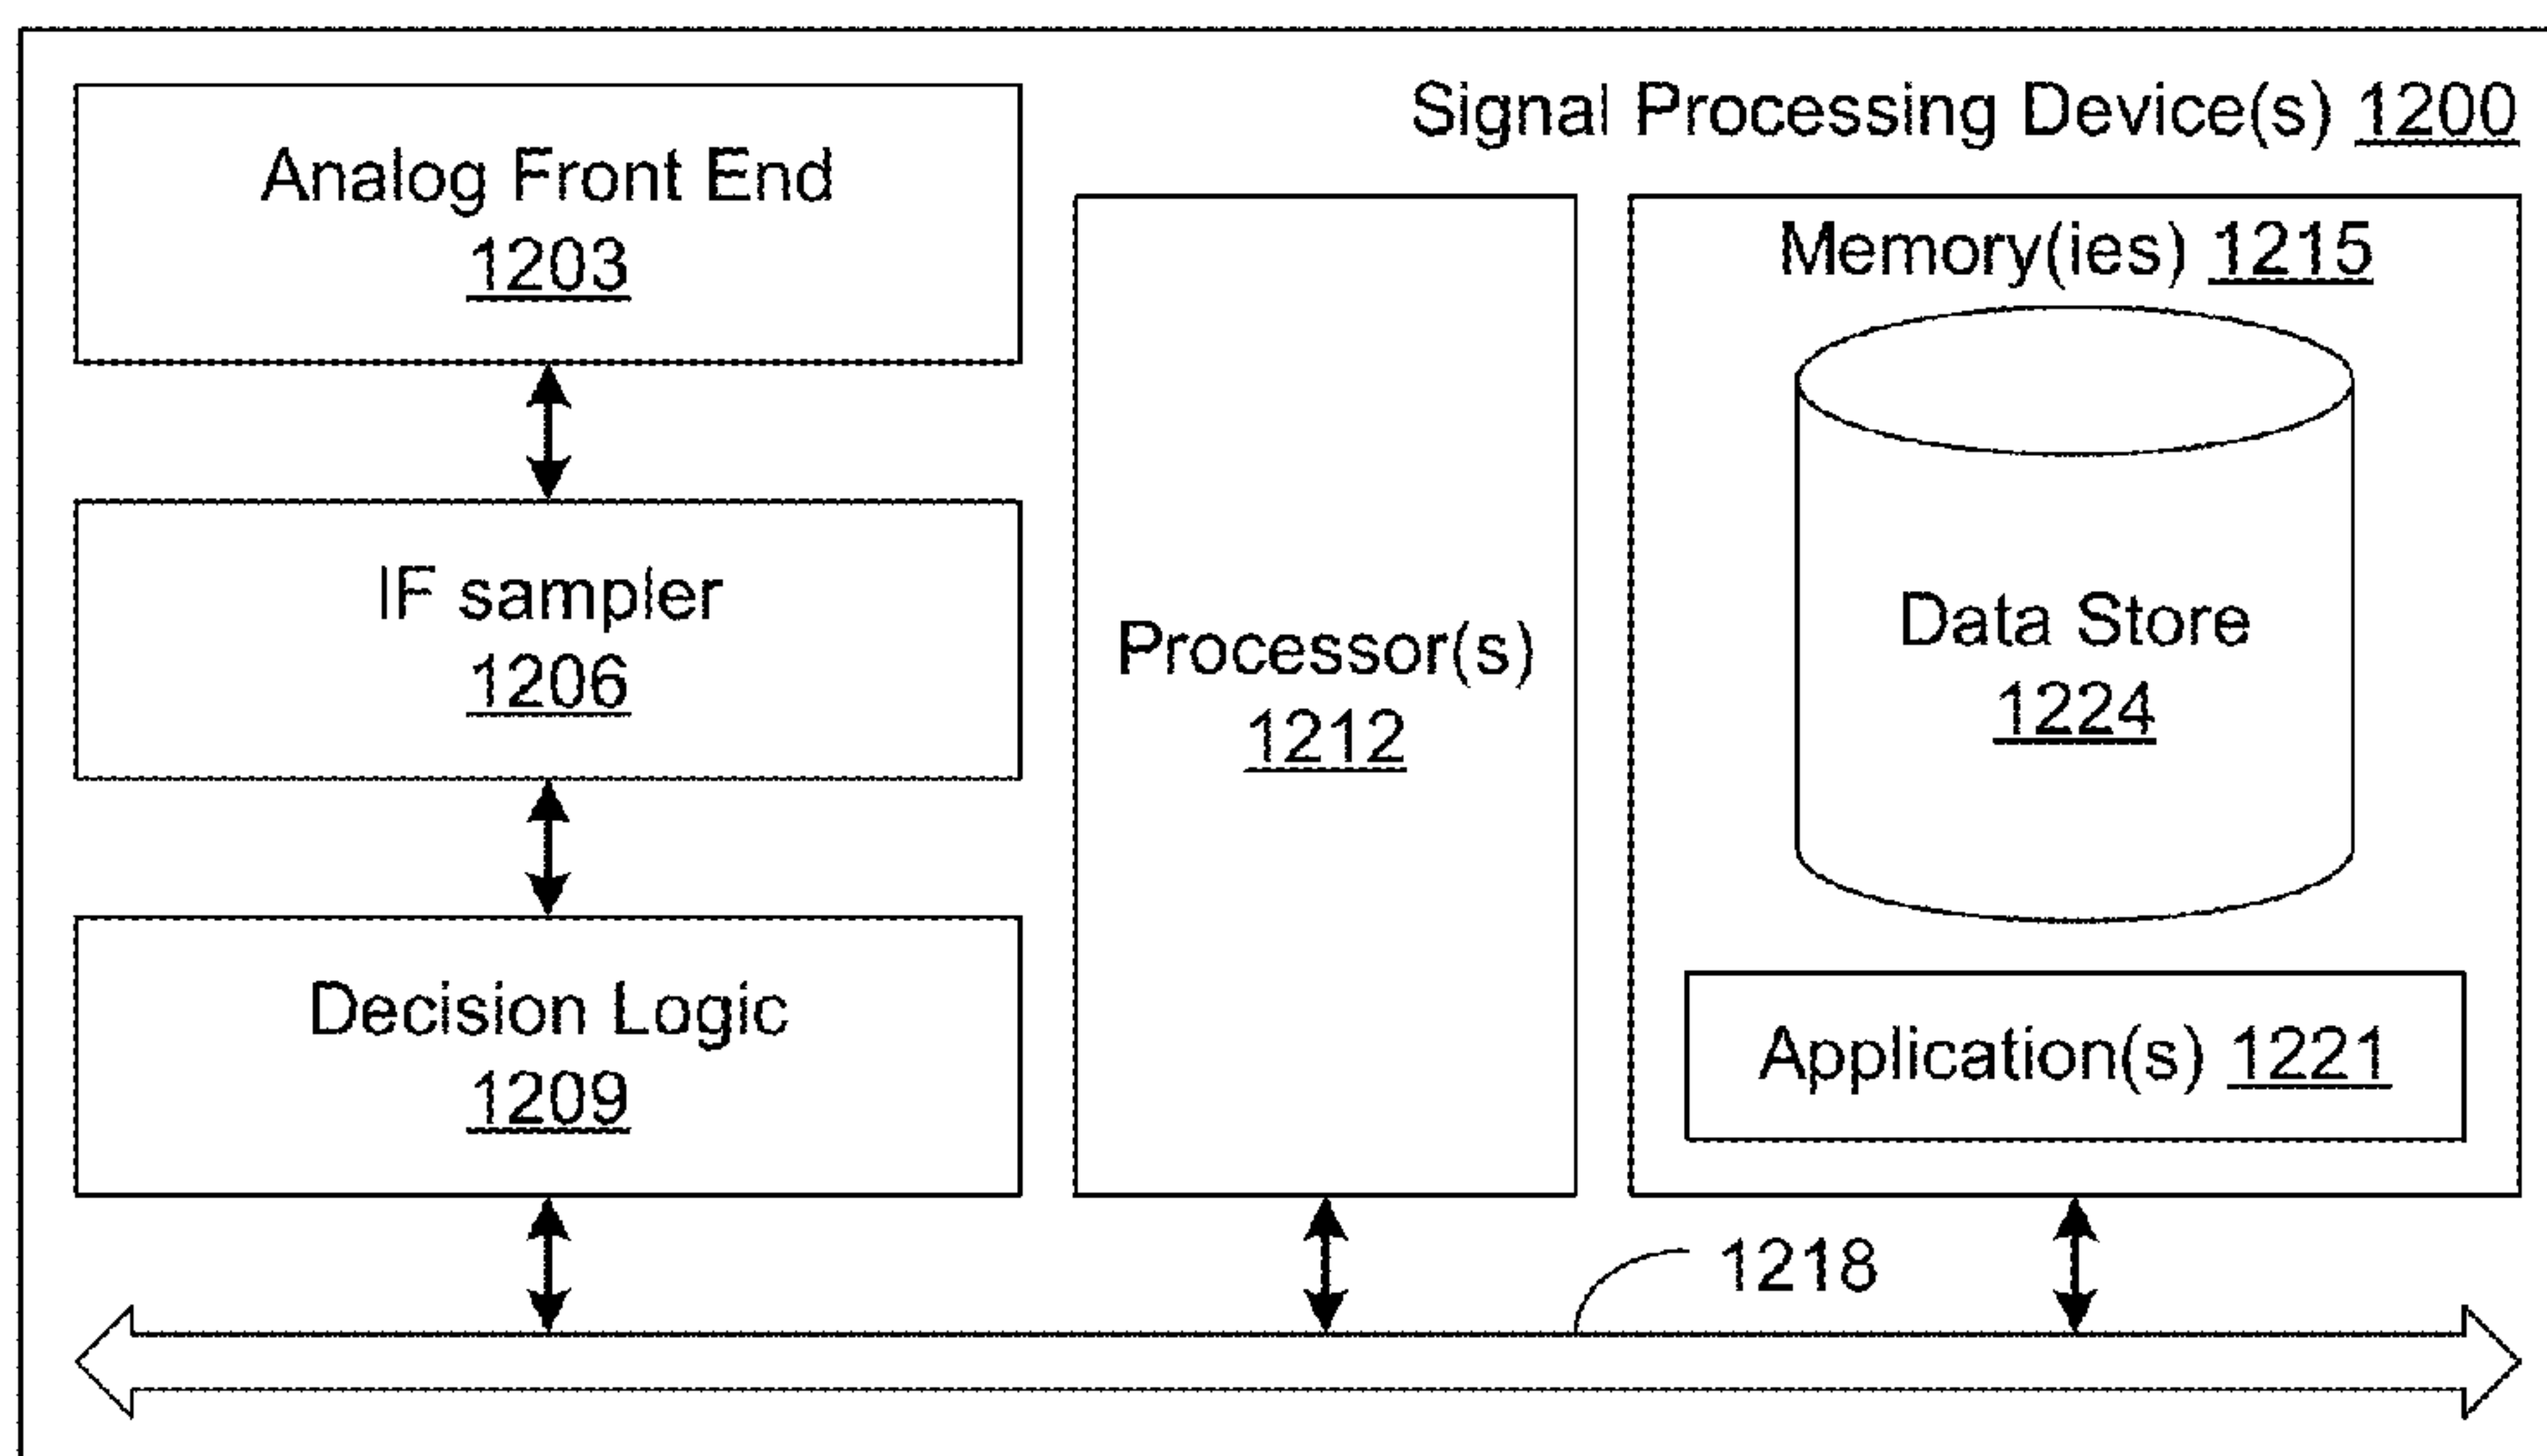 Signal Processing Device(s) 1200
Analog Front End
1203
IF sampler
1206
Decision Logic
1209
Processor(s)
1212
Memory(ies) 1215
Data Store
1224
Application(s) 1221
1218